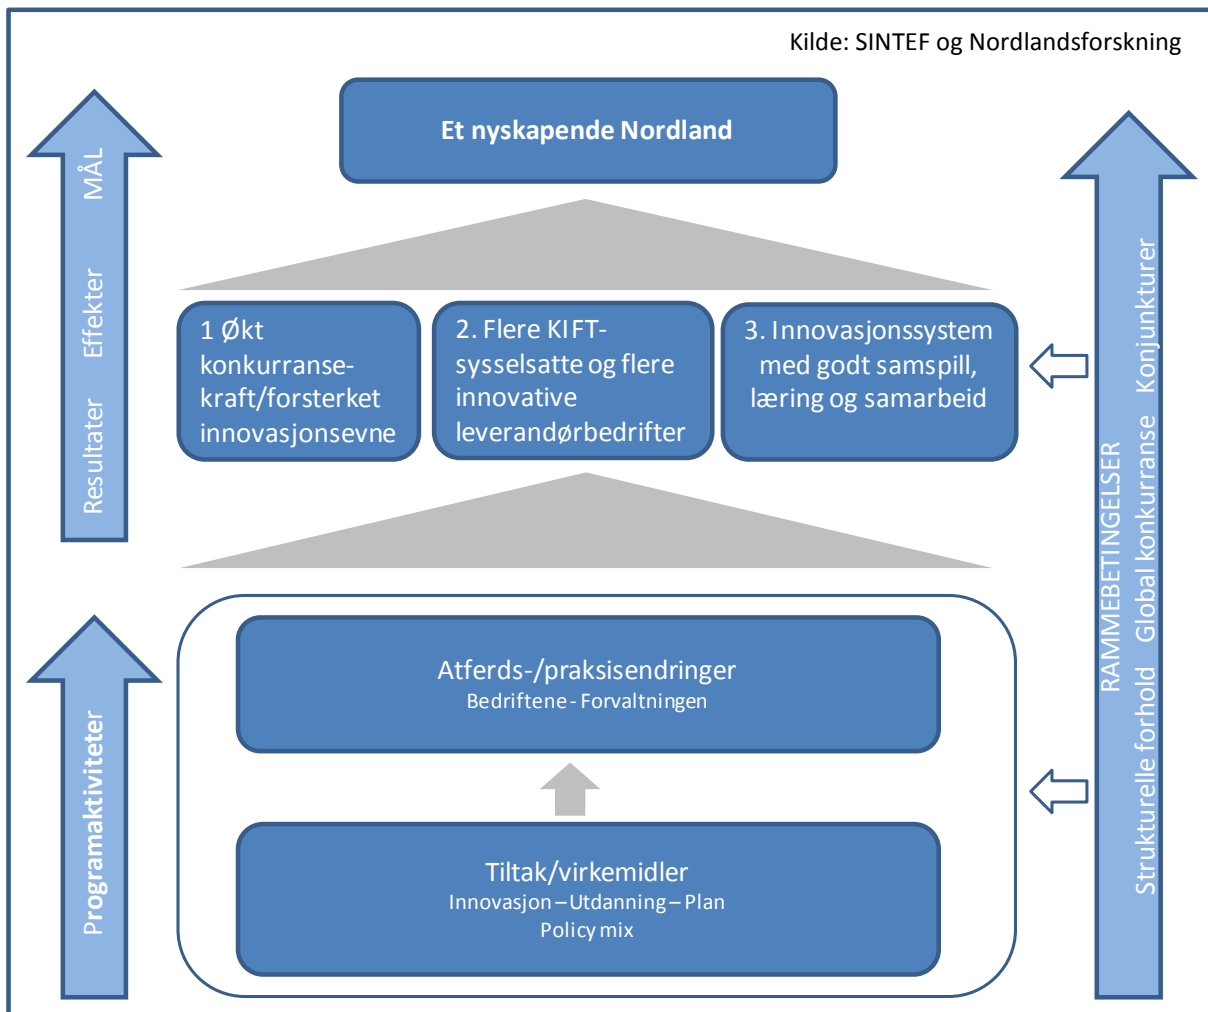 Kilde: SINTEF og Nordlandsforskning
Et nyskapende Nordland
Resultater Effekter MÅL
1 Økt
konkurranse-
kraft/forsterket
innovasjonsevne
2. Flere KIFT-
sysselsatte og flere
innovative
leverandørbedrifter
3. Innovasjonssystem
med godt samspill,
læring og samarbeid
Programaktiviteter
Atferds-/praksisendringer
Bedriftene - Forvaltningen
Tiltak/virkemidler
Innovasjon – Utdanning – Plan
Policy mix
RAMMEBETINGELSER
Strukturelle forhold Global konkurranse Konjunkturer